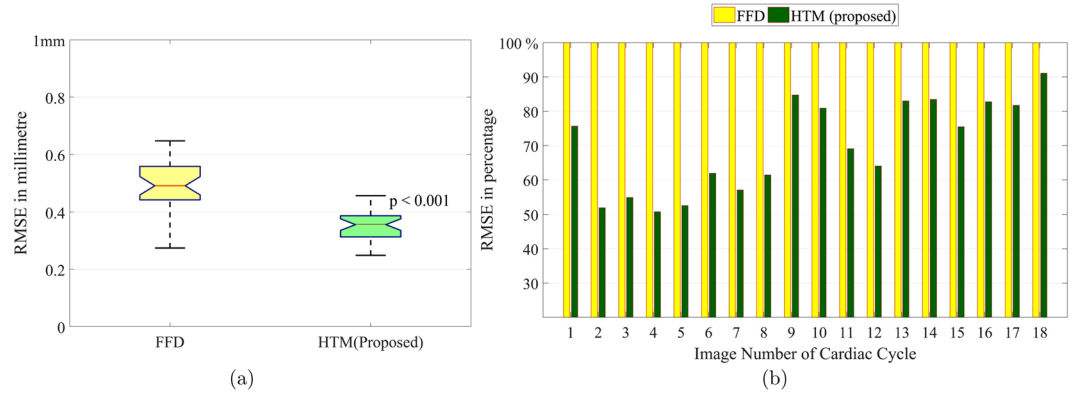 1mm
0.8
0.6
0.4
0.2
0
RMSE in millimetre
p < 0.001
FFD
HTM(Proposed)
(a)
FFD
HTM (proposed)
100 %
90
80
70
60
50
40
30
RMSE in percentage
1 2 3 4 5 6 7 8 9 10 11 12 13 14 15 16 17 18
Image Number of Cardiac Cycle
(b)